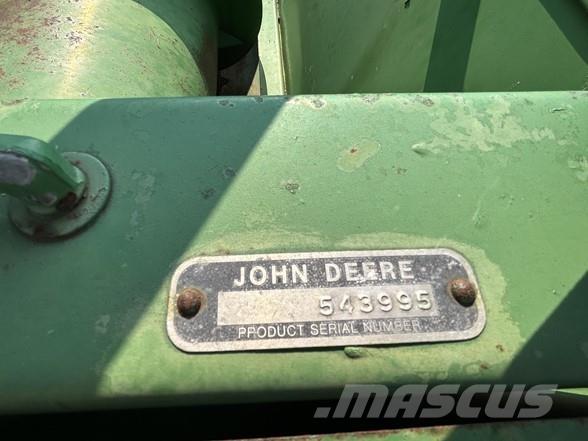 JOHN DEERE
543995
PRODUCT SERIAL NUMBER
MASCUS